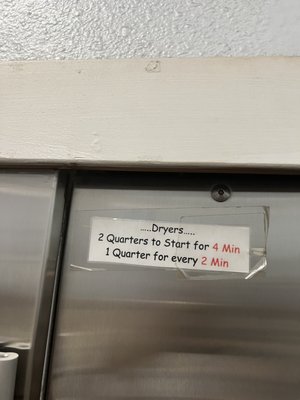 .....Dryers.....
2 Quarters to Start for 4 Min
1 Quarter for every 2 Min